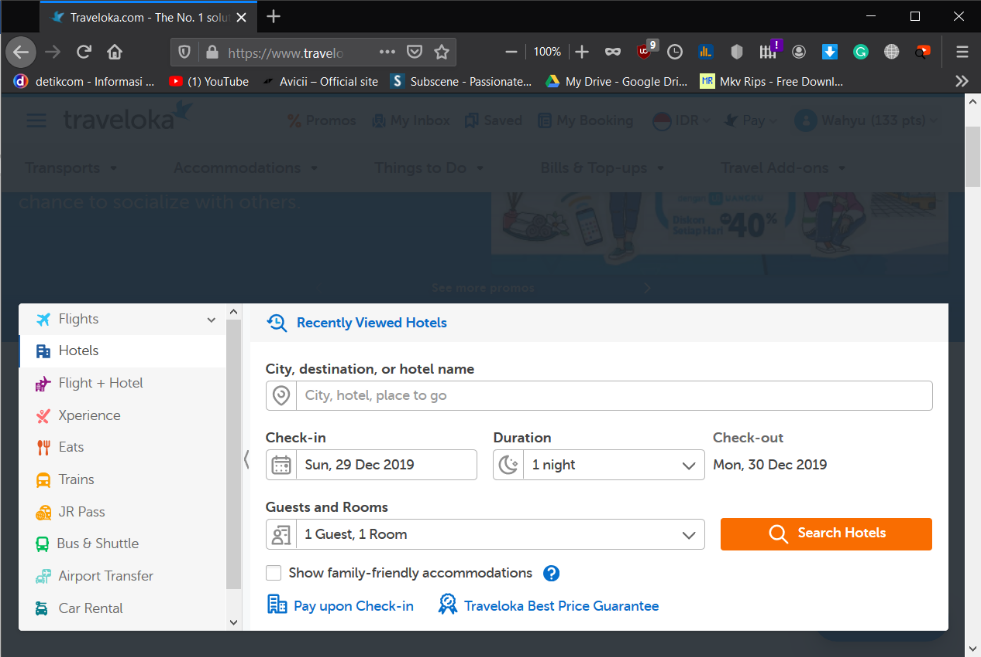 Traveloka.com - The No. 1 solu
https://www.travelo
100%
9
!
detikcom - Informasi ...
(1) YouTube
Avicii – Official site
S Subscene - Passionate...
My Drive - Google Dri...
MR Mkv Rips - Free Downl...
traveloka
Promos
My Inbox
Saved
My Booking
IDR
Pay
Wahyu (133 pts)
Transports
Accommodations
Things to Do
Bills & Top-ups
Travel Add-ons
chance to socialize with others
40%
See more promos
Flights
Hotels
Flight + Hotel
Xperience
Eats
Trains
JR Pass
Bus & Shuttle
Airport Transfer
Car Rental
Recently Viewed Hotels
City, destination, or hotel name
City, hotel, place to go
Check-in
Duration
Check-out
Sun, 29 Dec 2019
1 night
Mon, 30 Dec 2019
Guests and Rooms
1 Guest, 1 Room
Search Hotels
Show family-friendly accommodations ?
Pay upon Check-in
Traveloka Best Price Guarantee